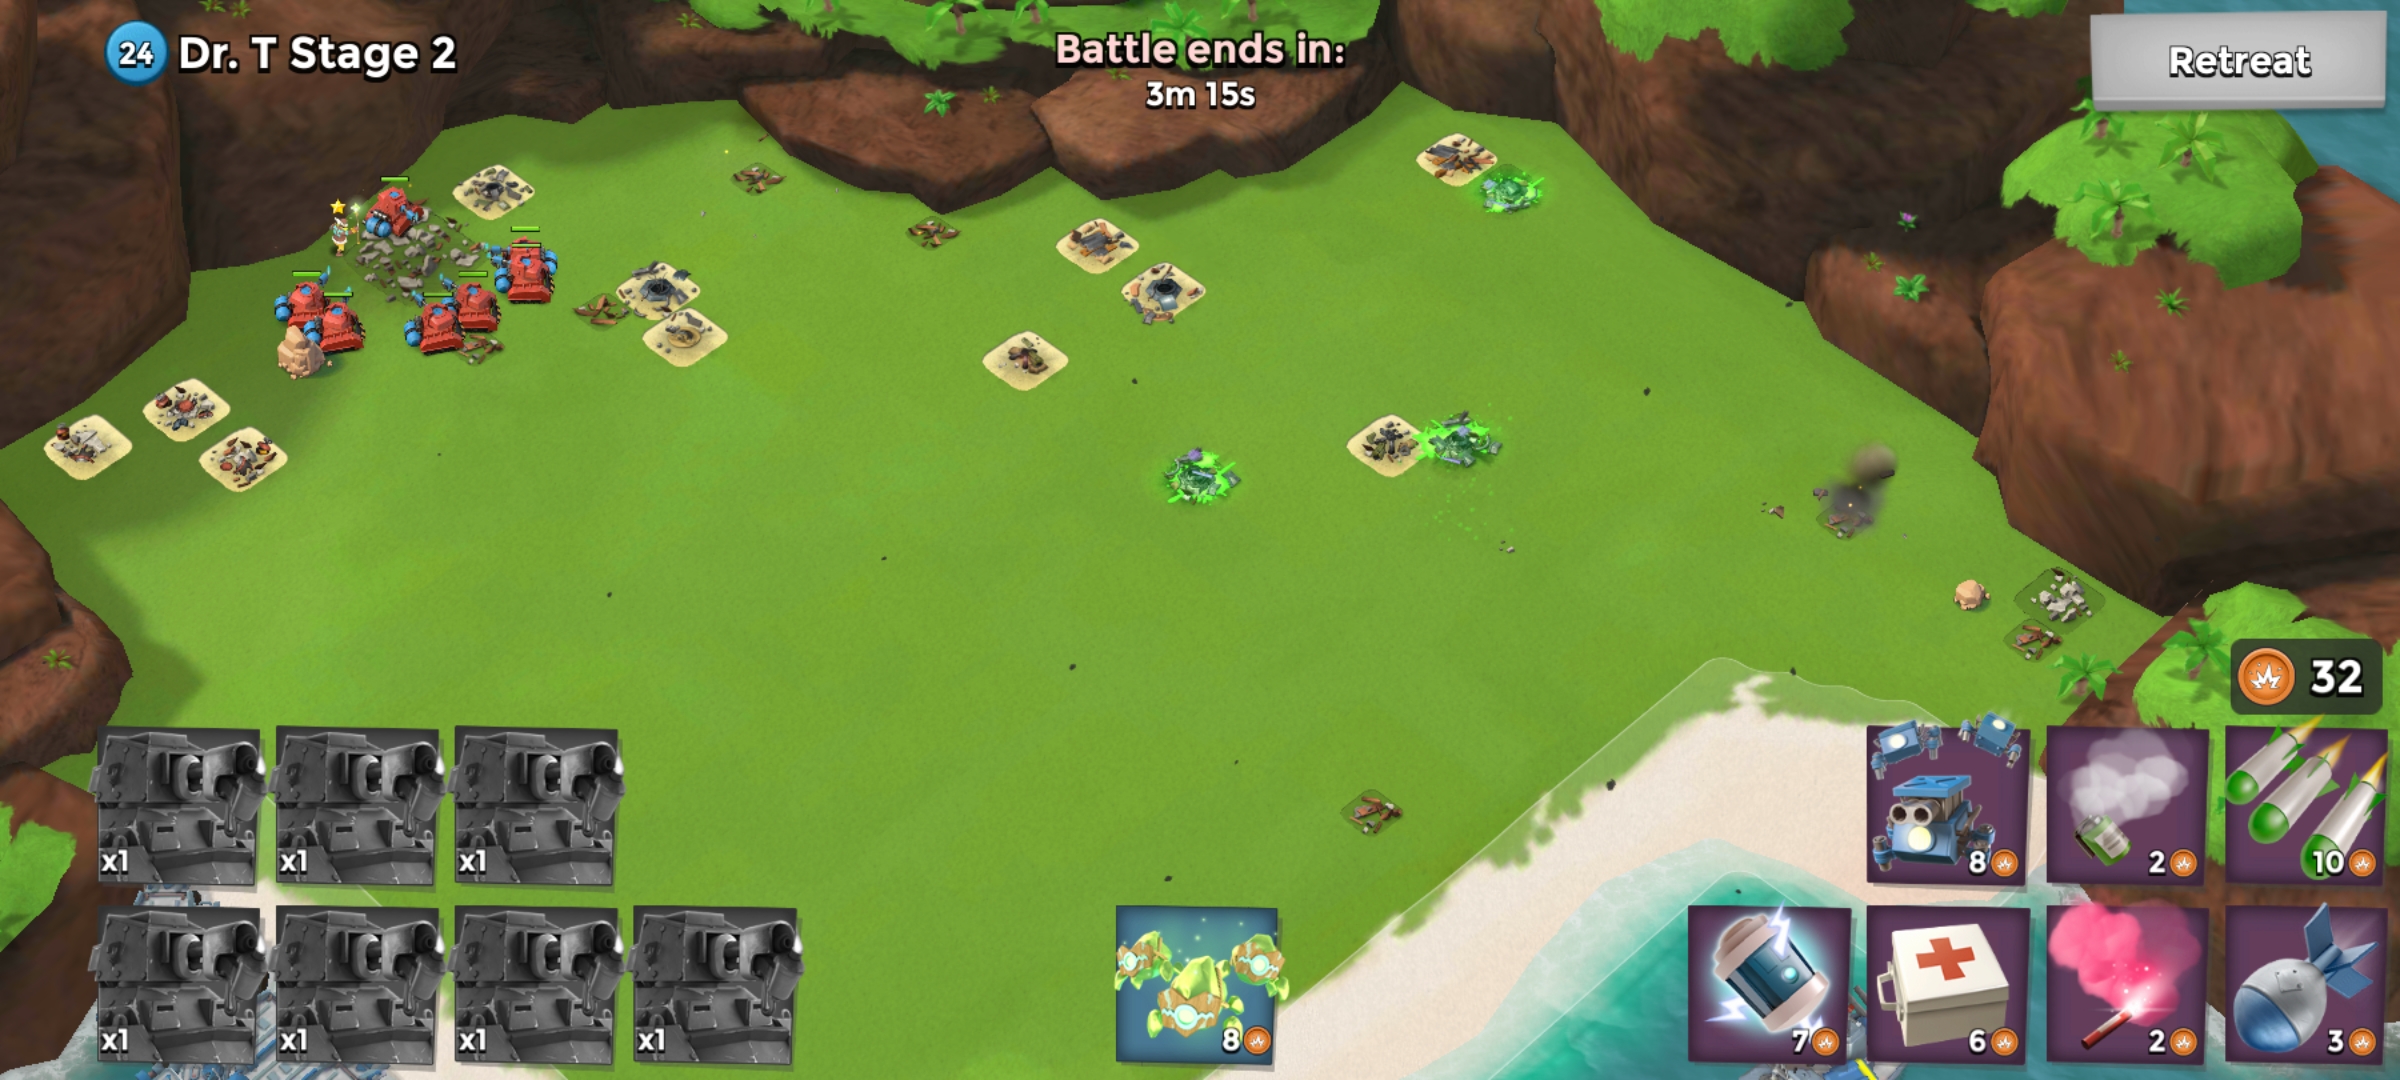 24 Dr. T Stage 2
Battle ends in:
3m 15s
Retreat
32
x1 x1 x1
8 2 10
x1 x1 x1 x1
8
7 6 2 3